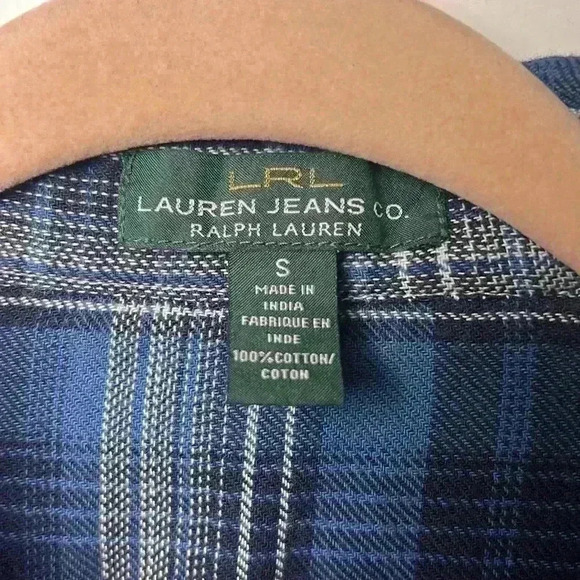 LRL
LAUREN JEANS CO.
RALPH LAUREN
S
MADE IN
INDIA
FABRIQUE EN
INDE
100%COTTON/
COTON